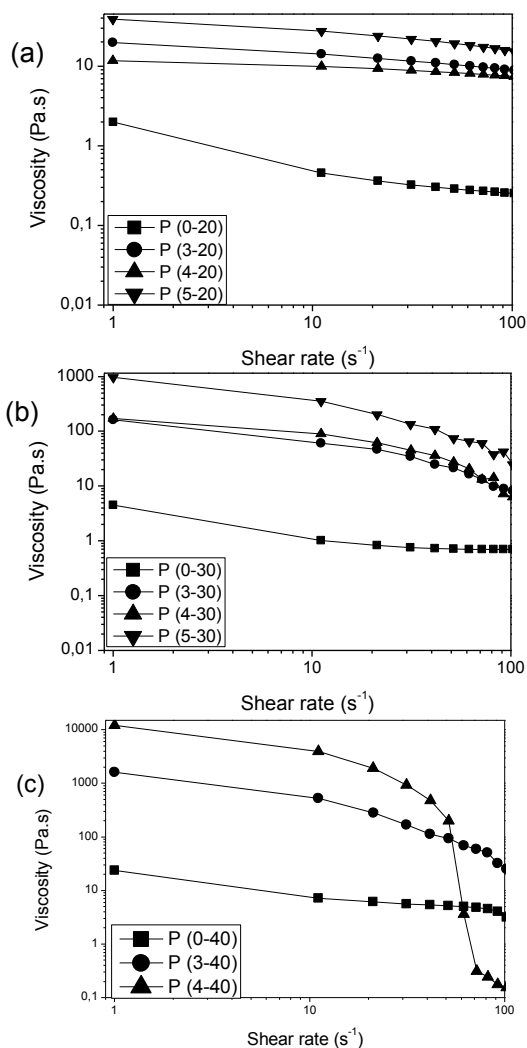 (a)
Viscosity (Pa.s)
10
1
0,1
0,01
P (0-20)
P (3-20)
P (4-20)
P (5-20)
1
10
100
Shear rate (s⁻¹)
(b)
Viscosity (Pa.s)
1000
100
10
1
0,1
0,01
P (0-30)
P (3-30)
P (4-30)
P (5-30)
1
10
100
Shear rate (s⁻¹)
(c)
Viscosity (Pa.s)
10000
1000
100
10
1
0,1
P (0-40)
P (3-40)
P (4-40)
1
10
100
Shear rate (s⁻¹)